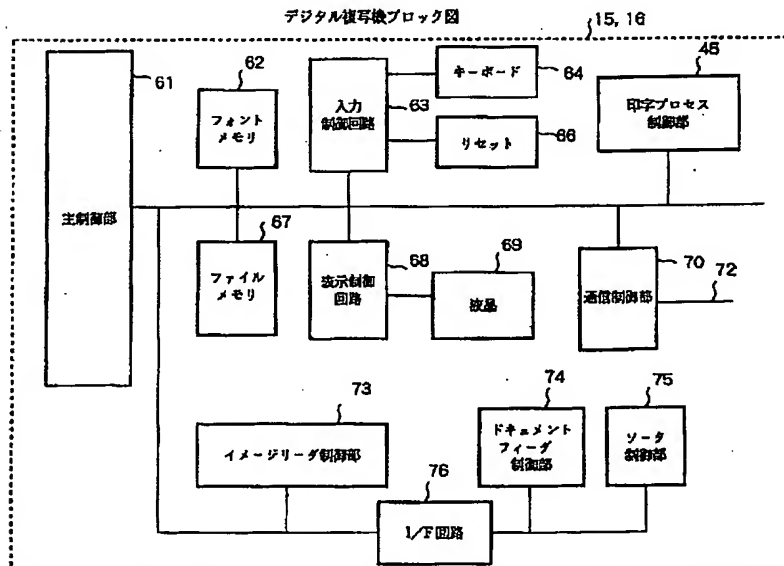 デジタル複写機ブロック図
15, 16
61
主制御部
62
フォント
メモリ
入力
制御回路
63
キーボード
64
リセット
66
46
印字プロセス
制御部
67
ファイル
メモリ
表示制御
回路
68
69
液晶
70
通信制御部
72
73
イメージリーダ制御部
74
ドキュメント
フィーダ
制御部
75
ソータ
制御部
76
I/F回路